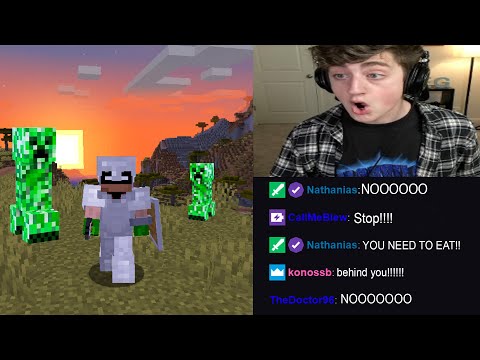 Nathanias: NOOOOOO
CallMeBlew: Stop!!!!
Nathanias: YOU NEED TO EAT!!
konossb: behind you!!!!!!
TheDoctor96: NOOOOOOO